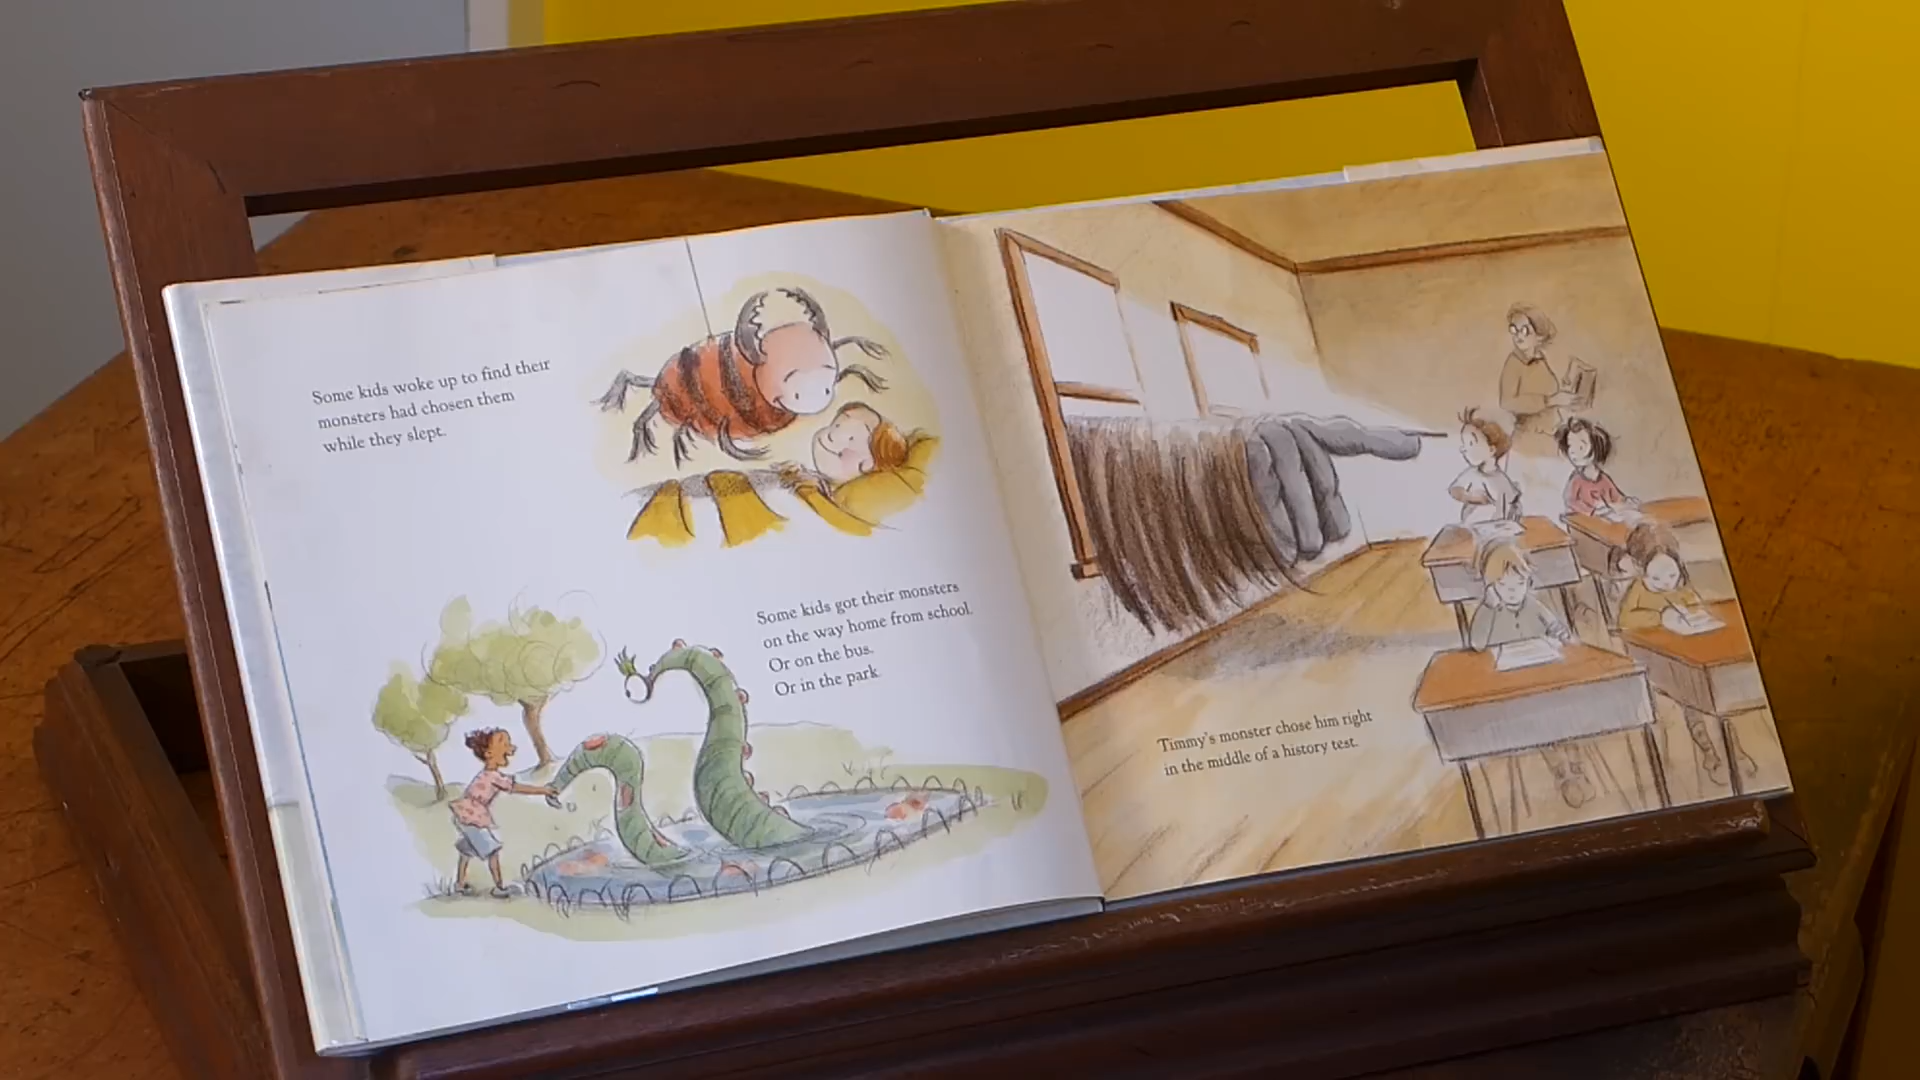 Some kids woke up to find their
monsters had chosen them
while they slept.
Some kids got their monsters
on the way home from school.
Or on the bus.
Or in the park.
Timmy's monster chose him right
in the middle of a history test.